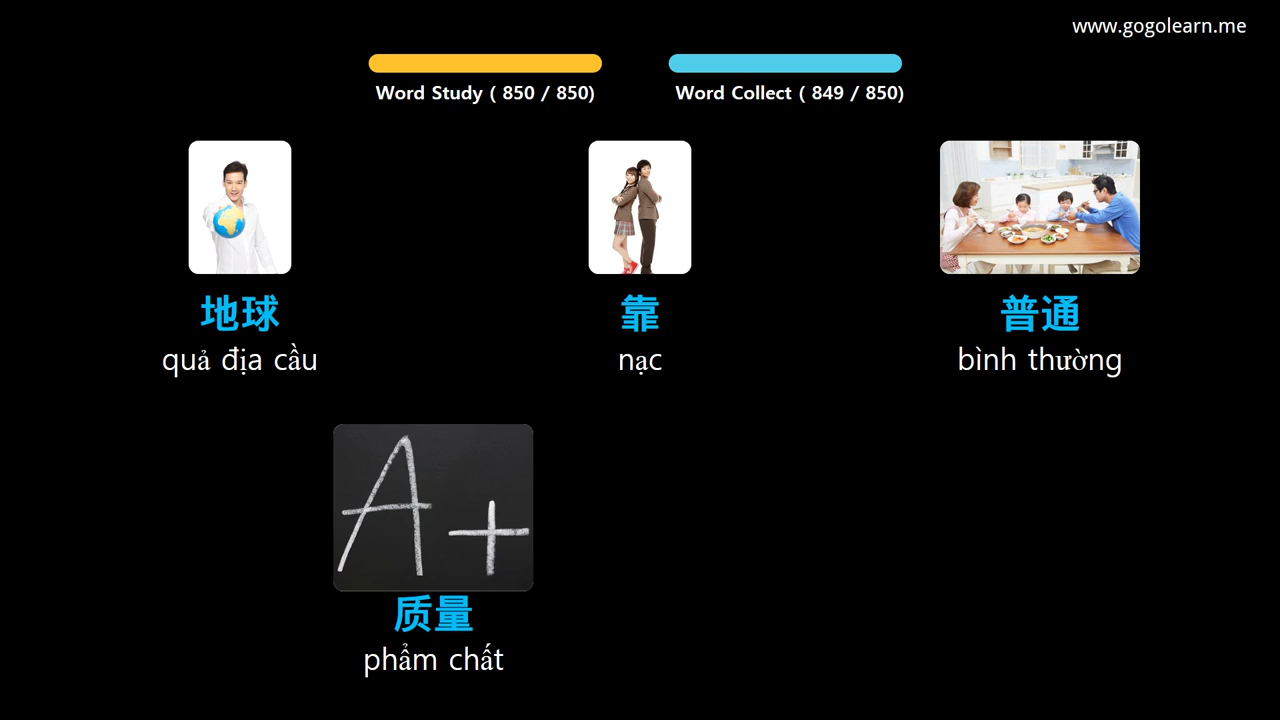 www.gogolearn.me
Word Study ( 850 / 850)
Word Collect ( 849 / 850)
地球
quả địa cầu
靠
nạc
普通
bình thường
A+
质量
phẩm chất